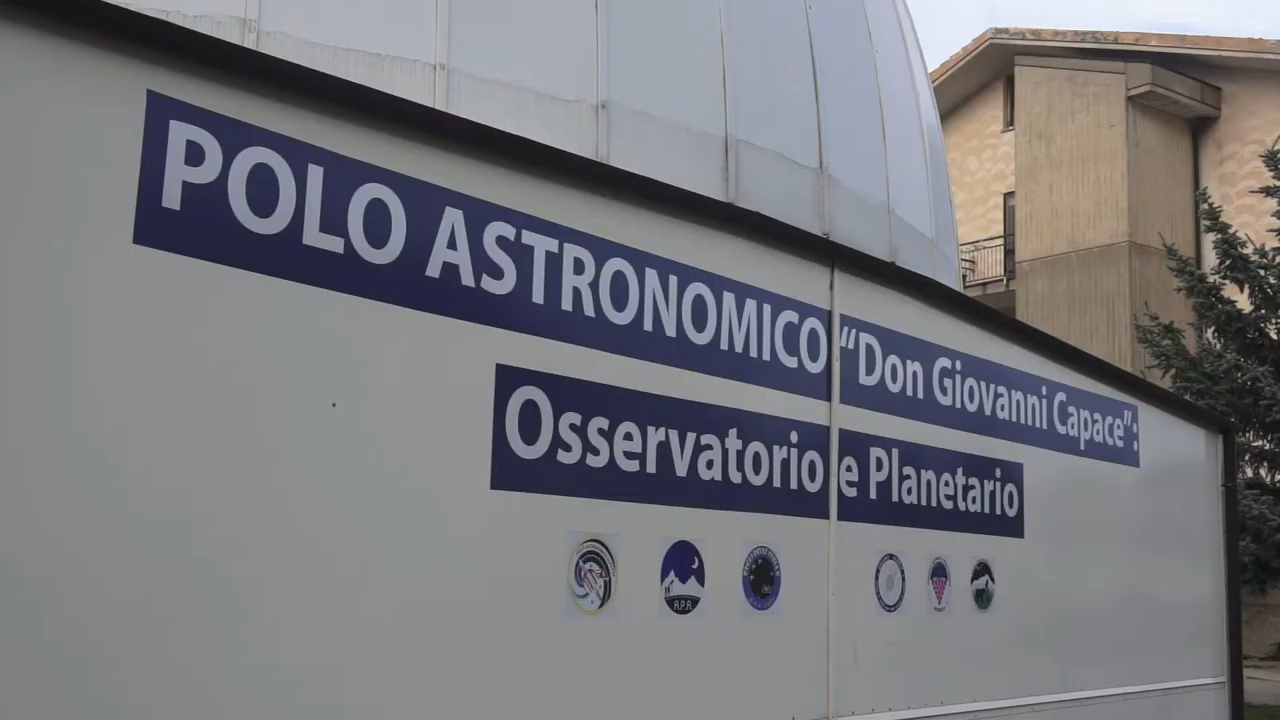 POLO ASTRONOMICO “Don Giovanni Capace”:
Osservatorio e Planetario
A.P.A.